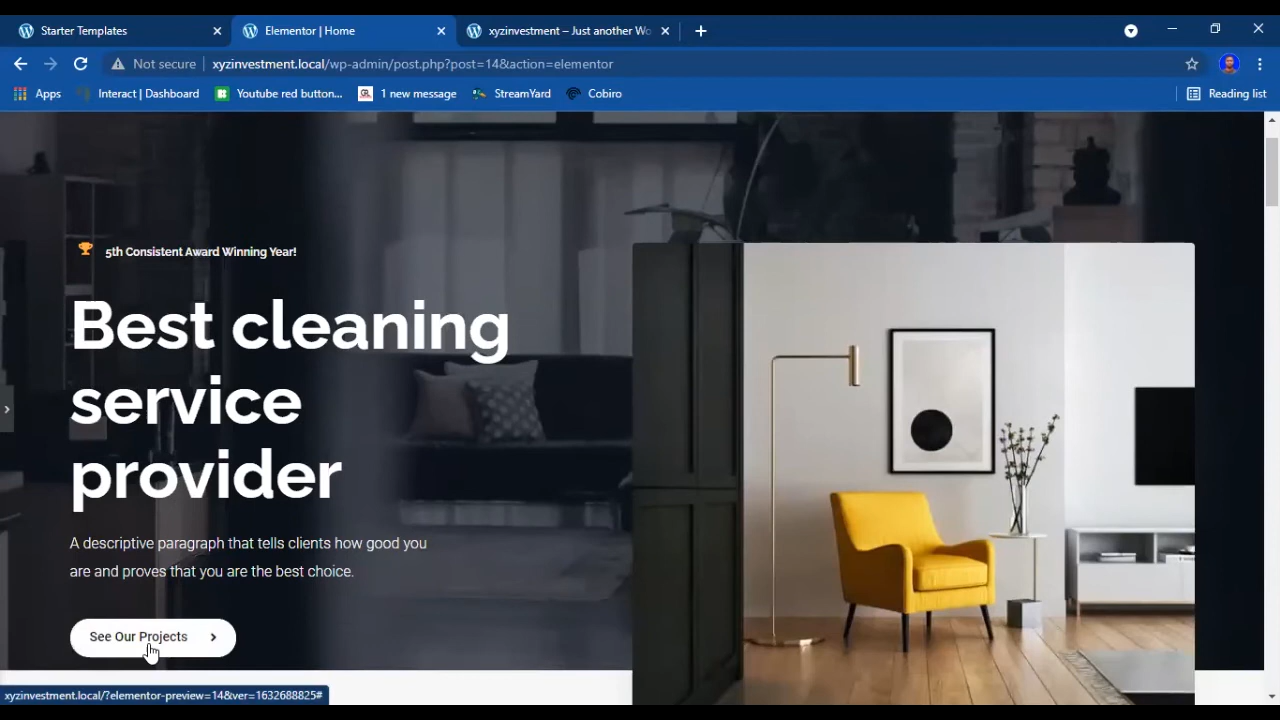 Starter Templates
Elementor | Home
xyzinvestment – Just another Wo
Not secure
xyzinvestment.local/wp-admin/post.php?post=14&action=elementor
Apps
Interact | Dashboard
Youtube red button...
1 new message
StreamYard
Cobiro
Reading list
5th Consistent Award Winning Year!
Best cleaning
service
provider
A descriptive paragraph that tells clients how good you
are and proves that you are the best choice.
See Our Projects
xyzinvestment.local/?elementor-preview=14&ver=1632688825#